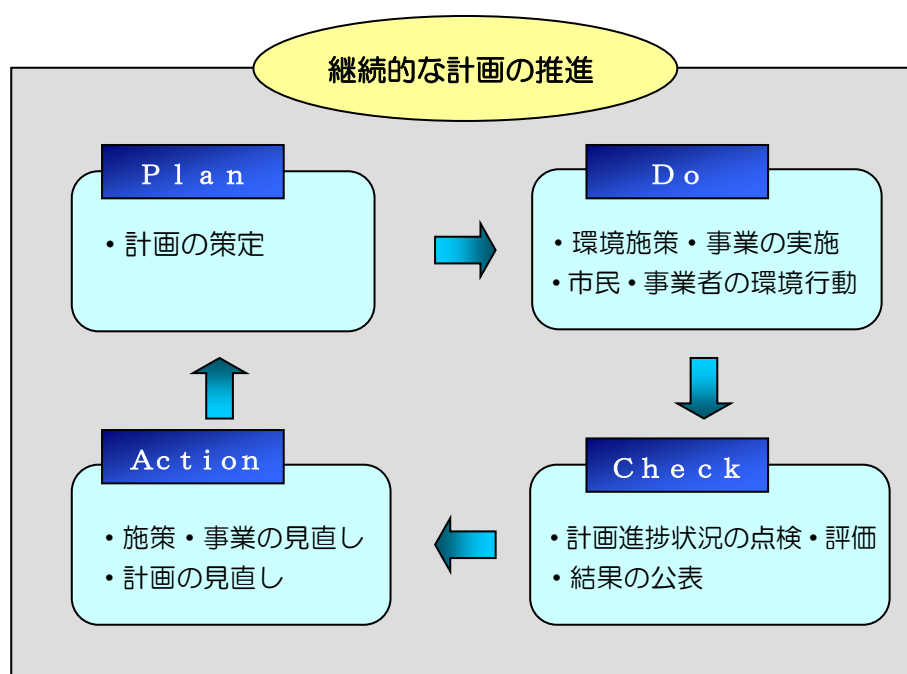 継続的な計画の推進
Ｐｌａｎ
・計画の策定
Ｄｏ
・環境施策・事業の実施
・市民・事業者の環境行動
Ａｃｔｉｏｎ
・施策・事業の見直し
・計画の見直し
Ｃｈｅｃｋ
・計画進捗状況の点検・評価
・結果の公表